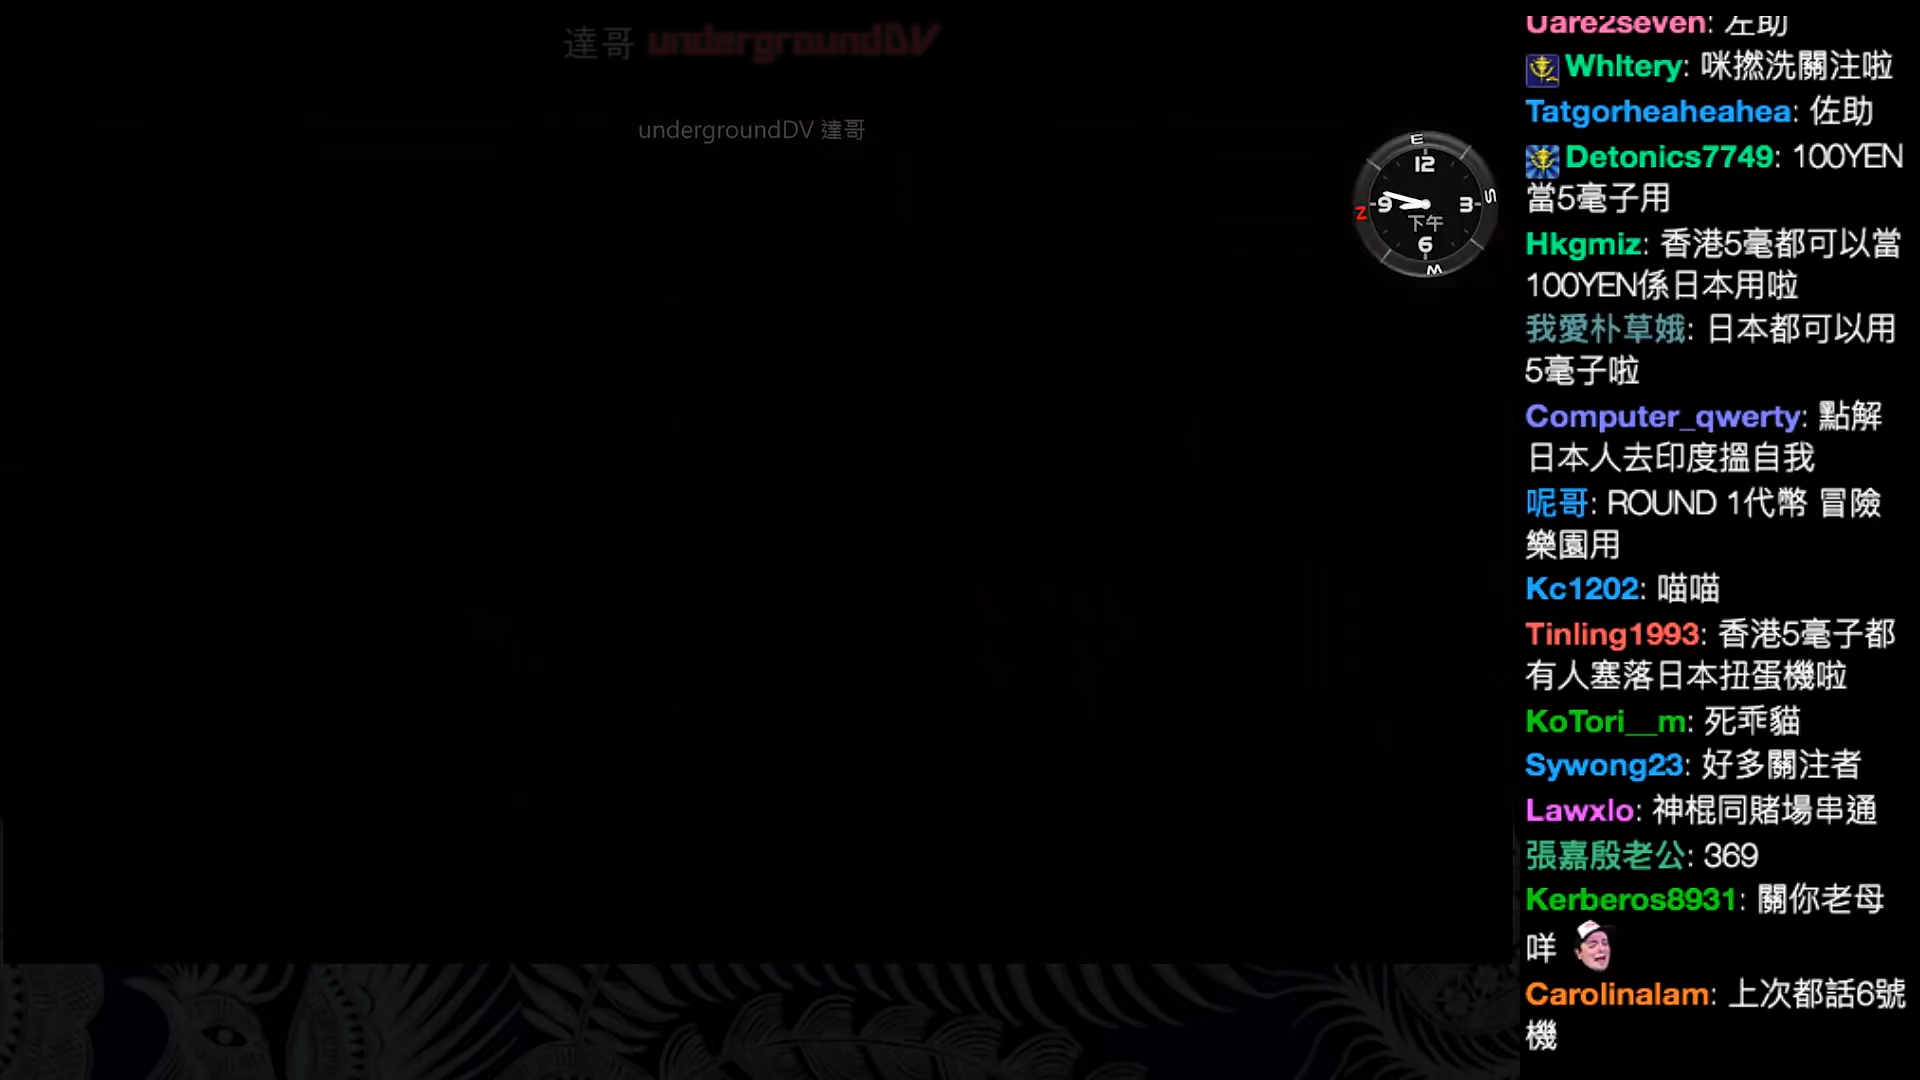 達哥 undergroundDV
undergroundDV 達哥
E
12
S
9
3
Z
下午
6
W
Uare2seven: 左助
Whltery: 咪撚洗關注啦
Tatgorheaheahea: 佐助
Detonics7749: 100YEN
當5毫子用
Hkgmiz: 香港5毫都可以當
100YEN係日本用啦
我愛朴草娥: 日本都可以用
5毫子啦
Computer_qwerty: 點解
日本人去印度搵自我
呢哥: ROUND 1代幣 冒險
樂園用
Kc1202: 喵喵
Tinling1993: 香港5毫子都
有人塞落日本扭蛋機啦
KoTori__m: 死乖貓
Sywong23: 好多關注者
Lawxlo: 神棍同賭場串通
張嘉殷老公: 369
Kerberos8931: 關你老母
咩
Carolinalam: 上次都話6號
機